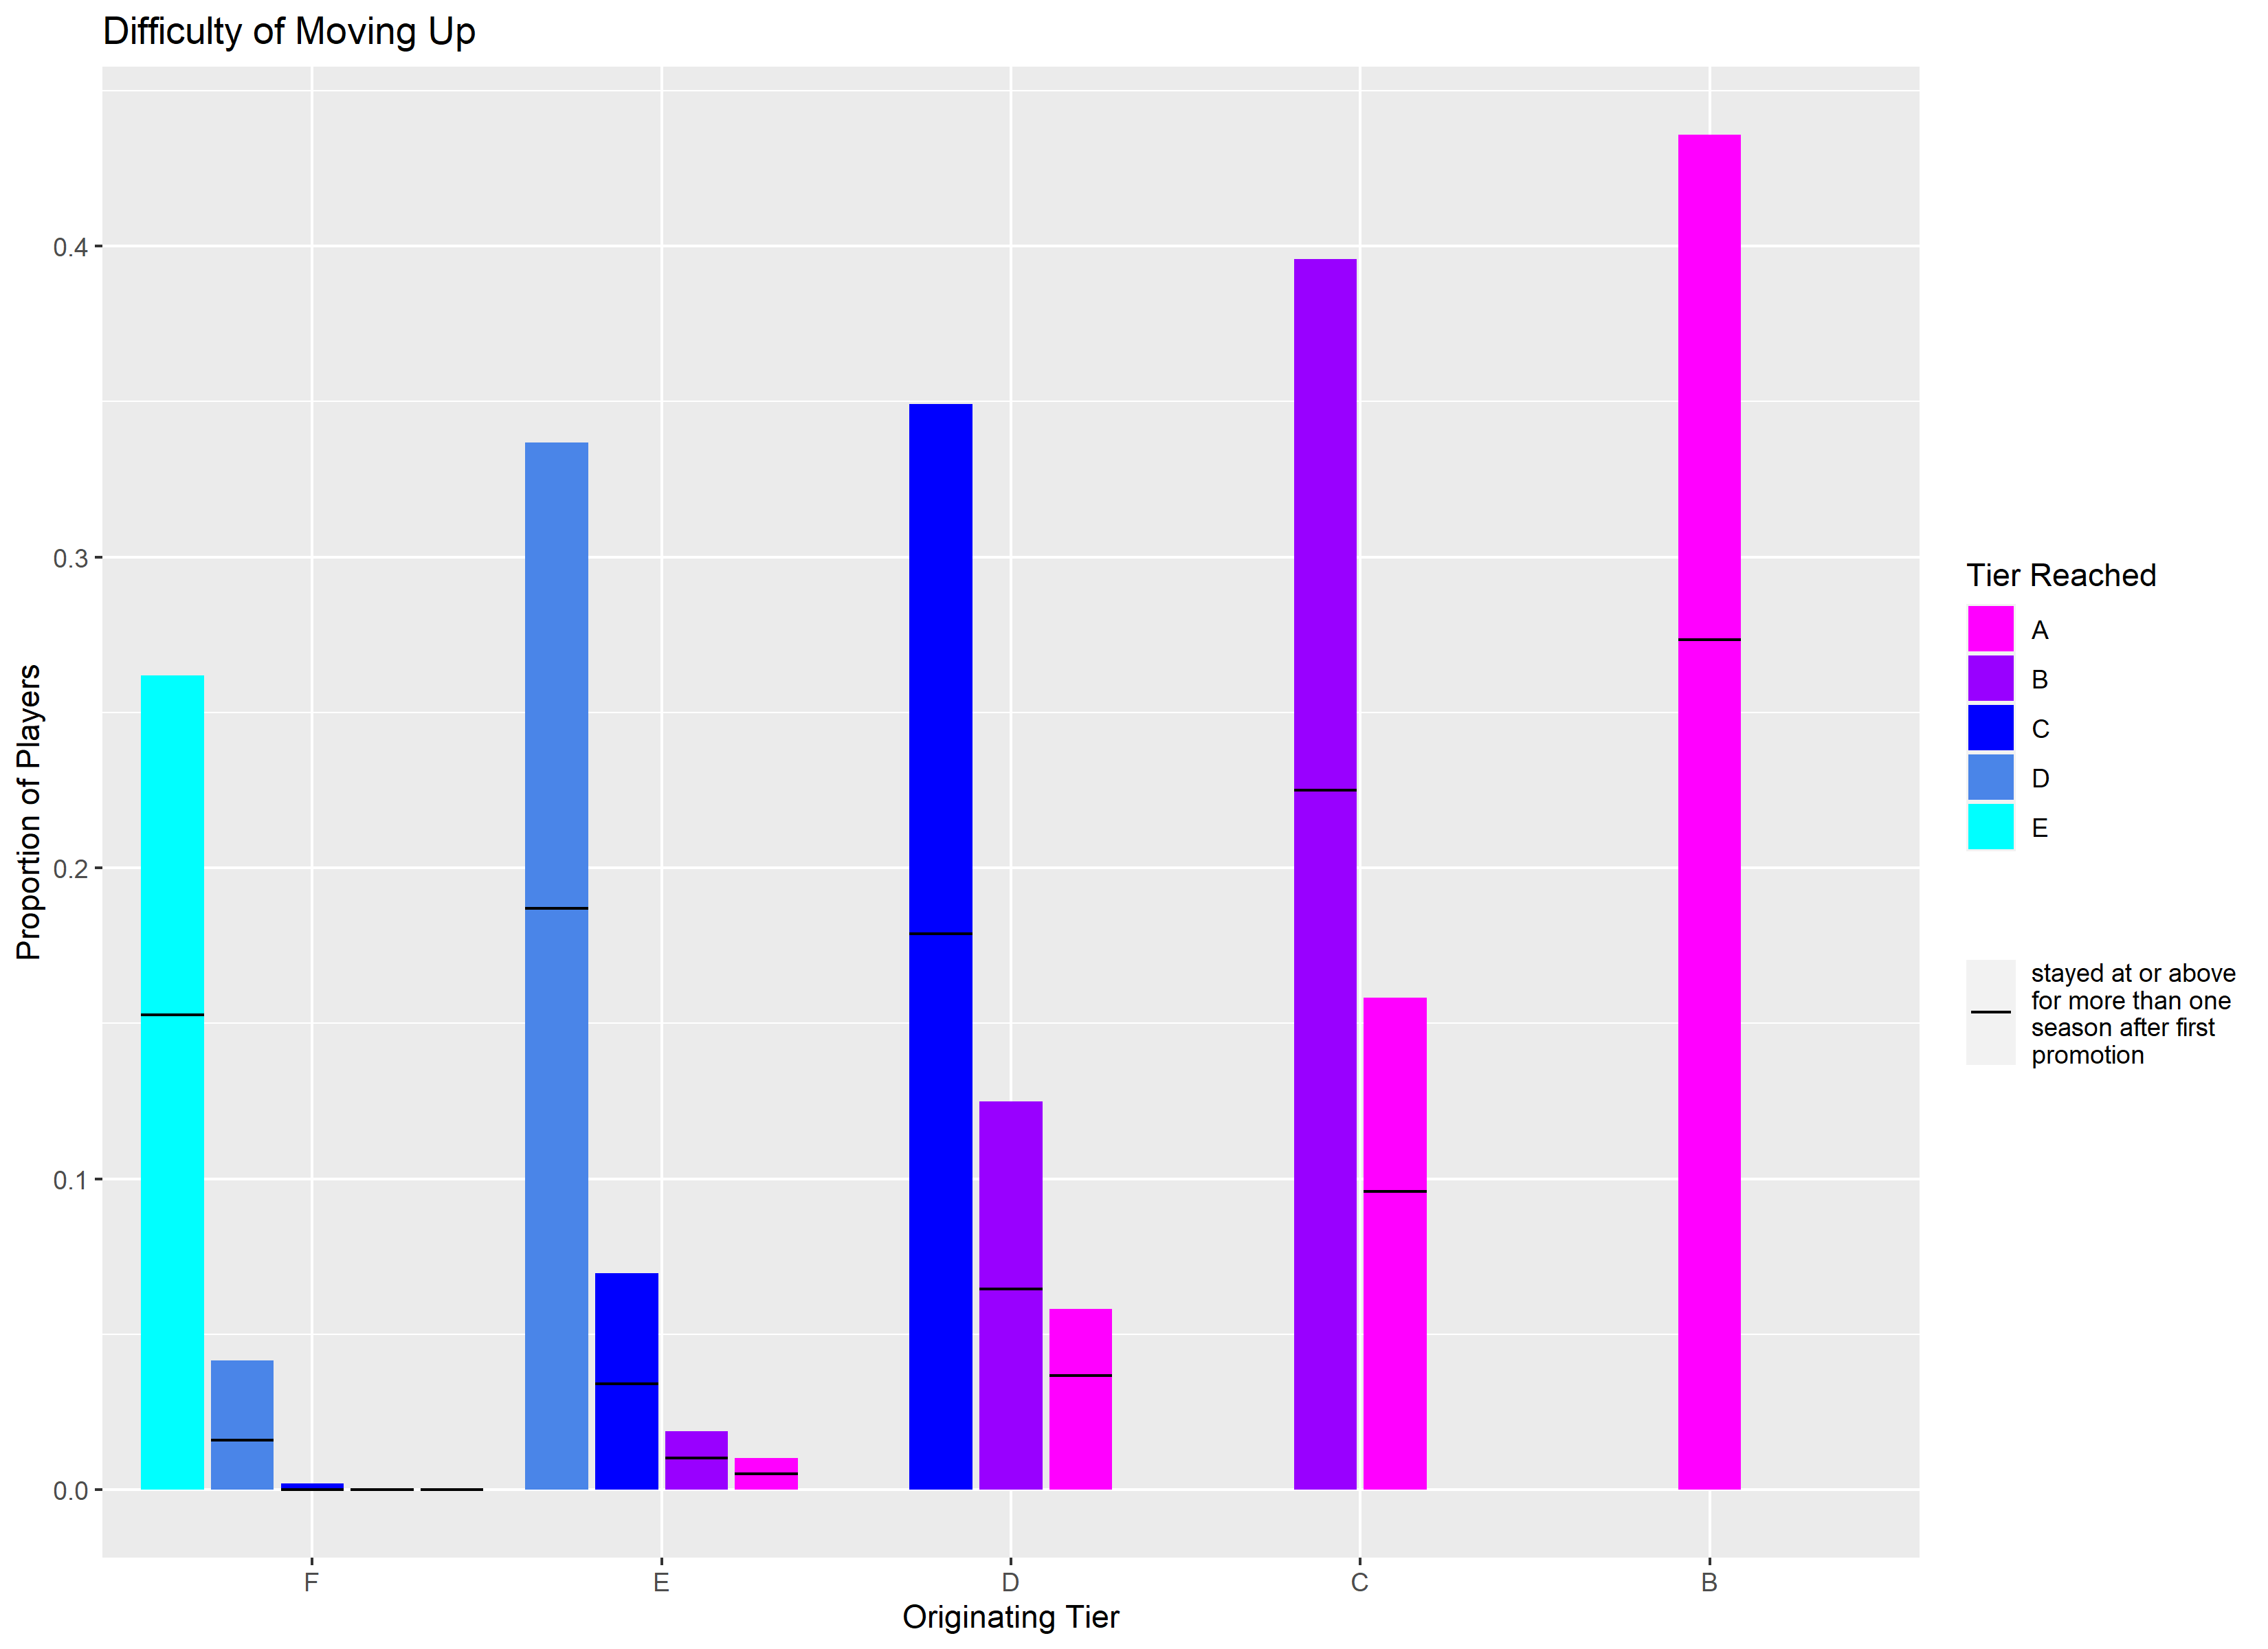 Difficulty of Moving Up
Proportion of Players
0.4
0.3
0.2
0.1
0.0
F
E
D
C
B
Originating Tier
Tier Reached
A
B
C
D
E
stayed at or above
for more than one
season after first
promotion